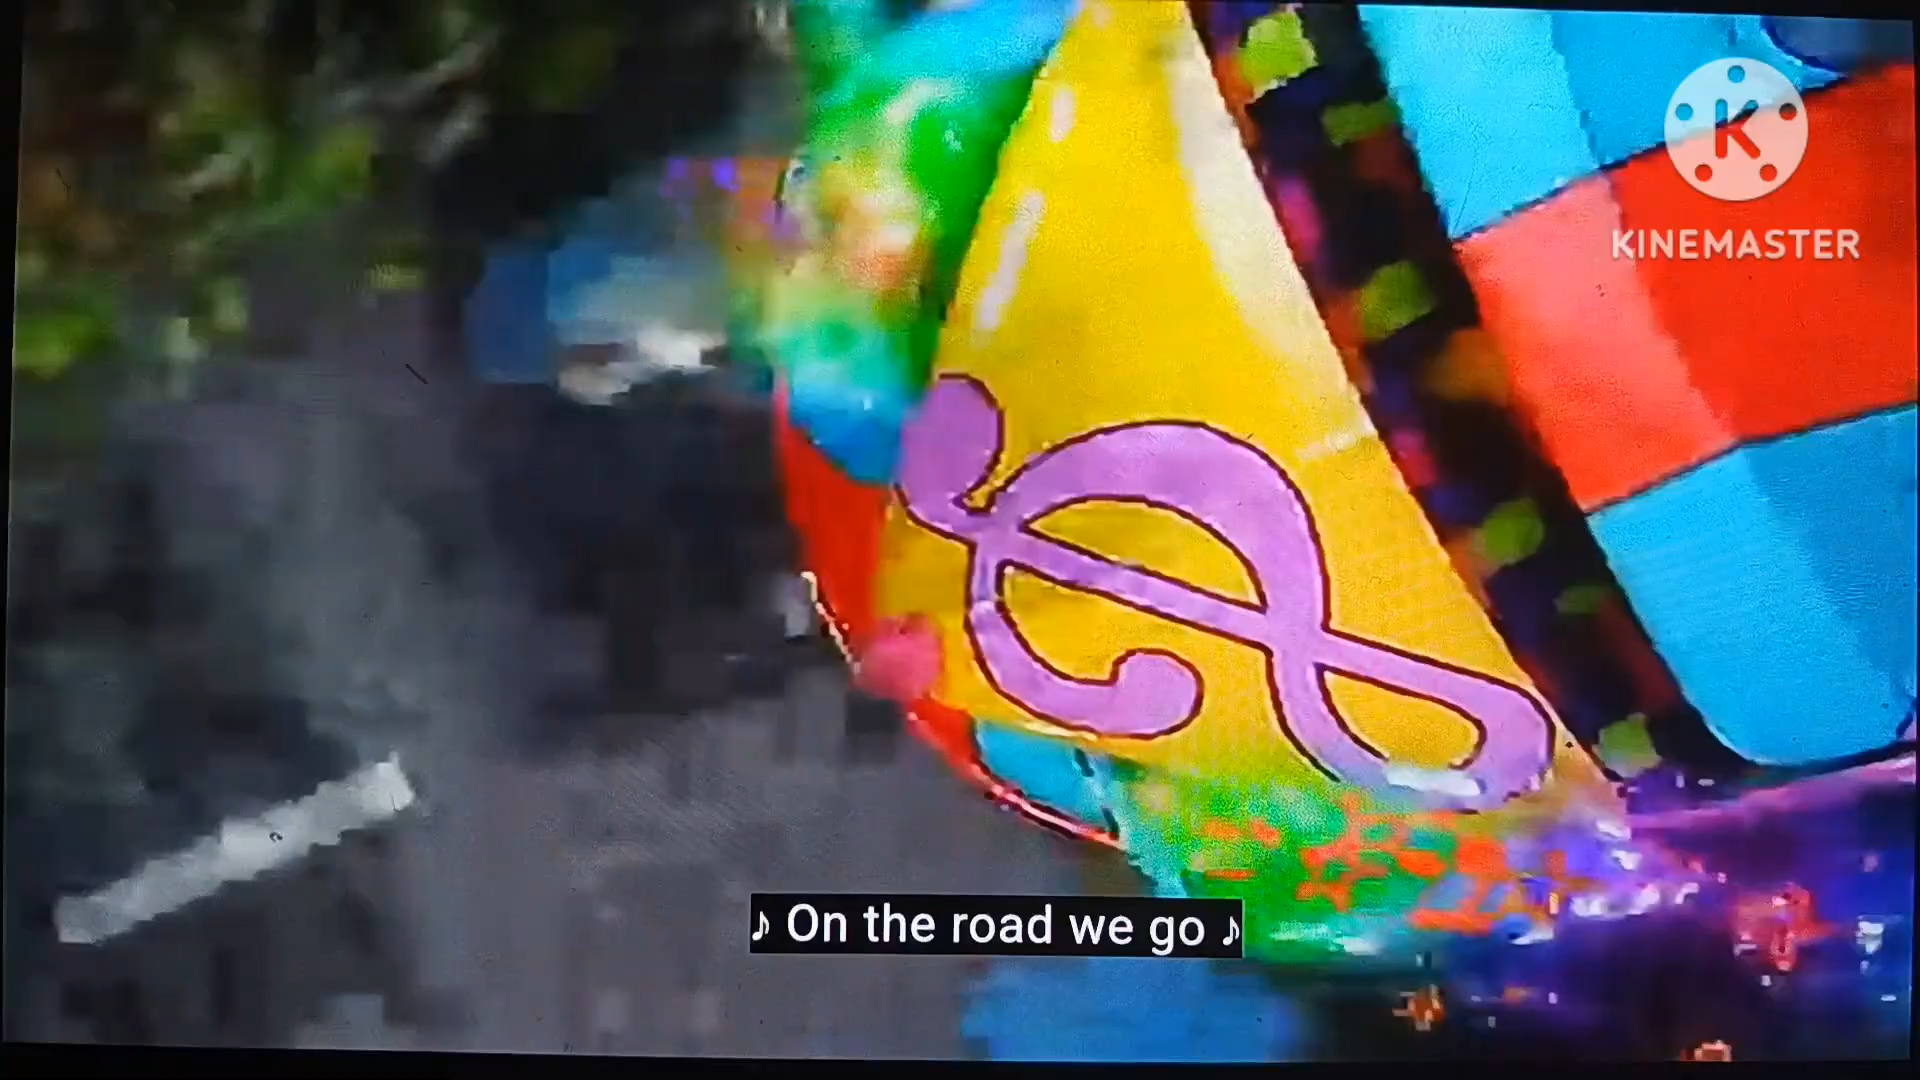 K
KINEMASTER
♪ On the road we go ♪